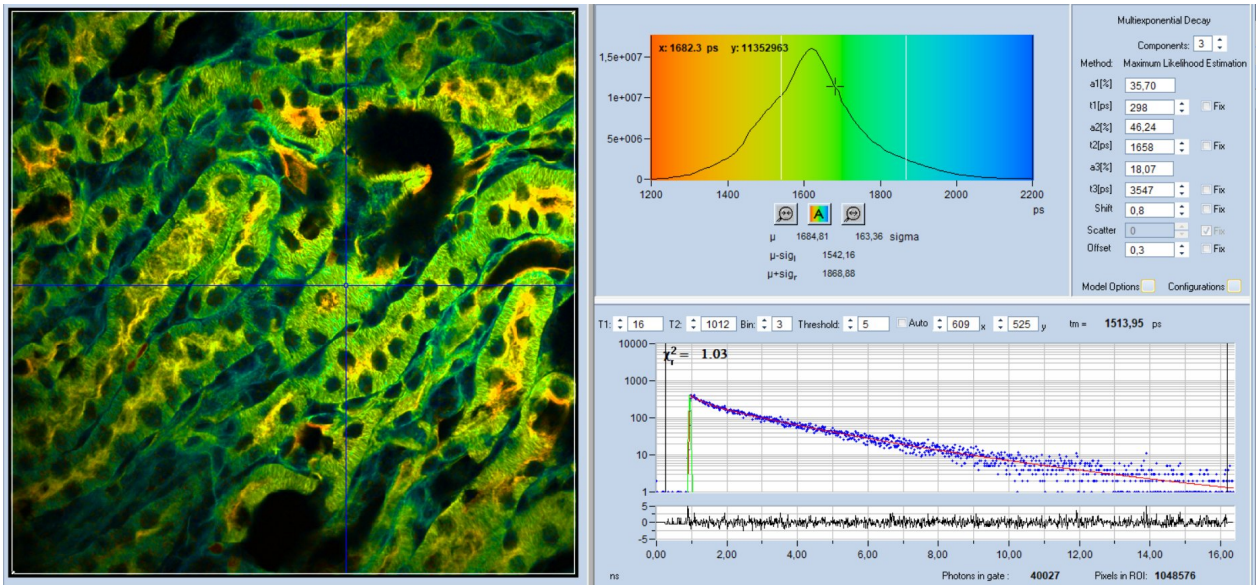 x: 1682.3 ps y: 11352963
1,5e+007
1e+007
5e+006
0
1200 1400 1600 1800 2000 2200
ps
A
μ 1684,81 163,36 sigma
μ-sigl 1542,16
μ+sigr 1868,88
Multiexponential Decay
Components: 3
Method: Maximum Likelihood Estimation
a1[%] 35,70
t1[ps] 298 Fix
a2[%] 46,24
t2[ps] 1658 Fix
a3[%] 18,07
t3[ps] 3547 Fix
Shift 0,8 Fix
Scatter 0 Fix
Offset 0,3 Fix
Model Options Configurations
T1: 16 T2: 1012 Bin: 3 Threshold: 5 Auto 609 x 525 y tm = 1513,95 ps
10000
χ²r = 1.03
1000
100
10
1
5
0
-5
0,00 2,00 4,00 6,00 8,00 10,00 12,00 14,00 16,40
ns Photons in gate : 40027 Pixels in ROI: 1048576